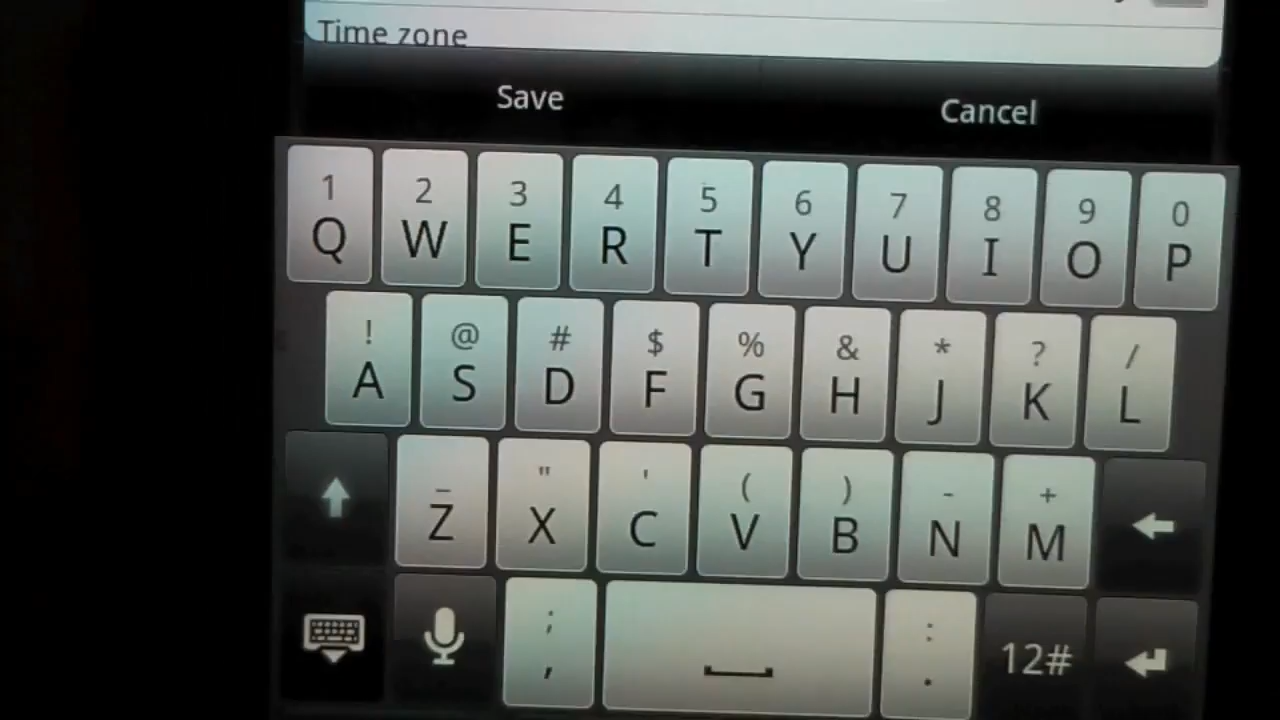 Time zone
Save Cancel
1 2 3 4 5 6 7 8 9 0
Q W E R T Y U I O P
! @ # $ % & * ? /
A S D F G H J K L
_ " ' ( ) - +
Z X C V B N M
; :
, . 12#